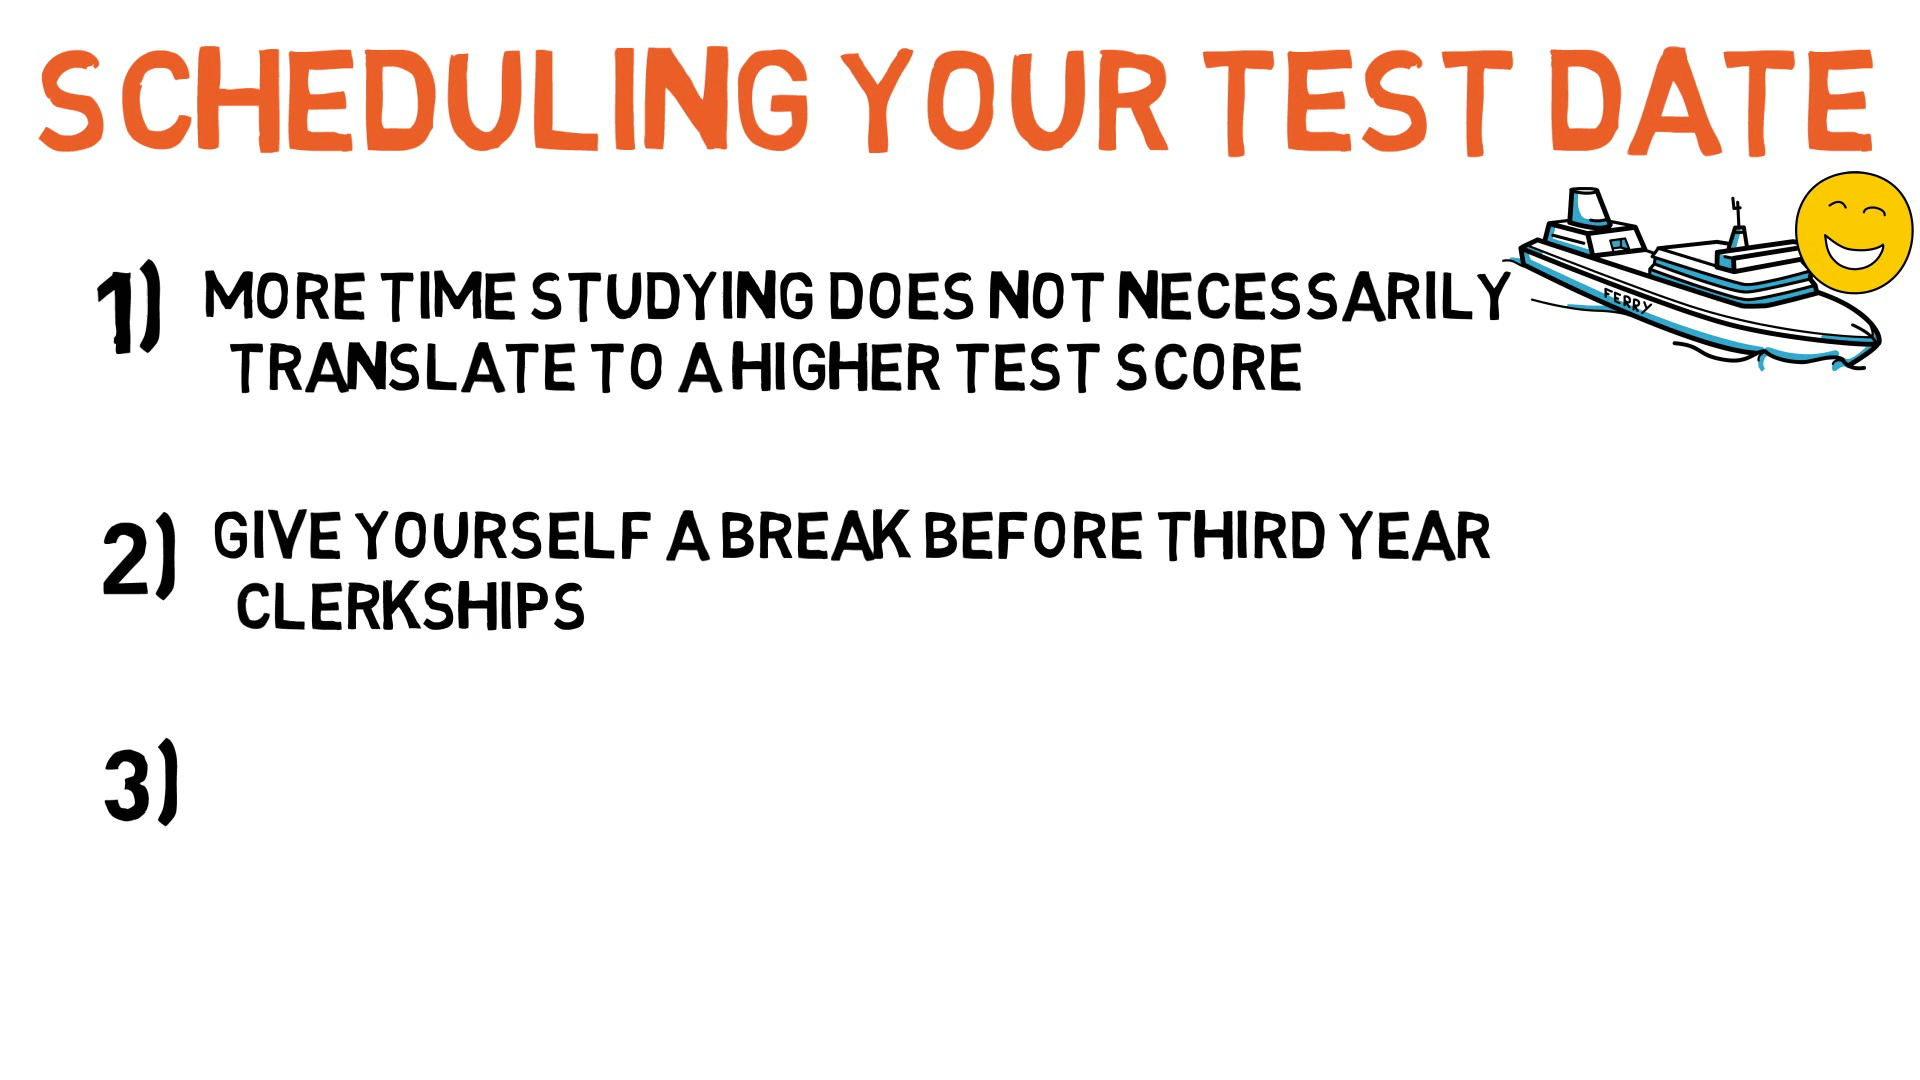 SCHEDULING YOUR TEST DATE
1) MORE TIME STUDYING DOES NOT NECESSARILY
TRANSLATE TO A HIGHER TEST SCORE
FERRY
2) GIVE YOURSELF A BREAK BEFORE THIRD YEAR
CLERKSHIPS
3)